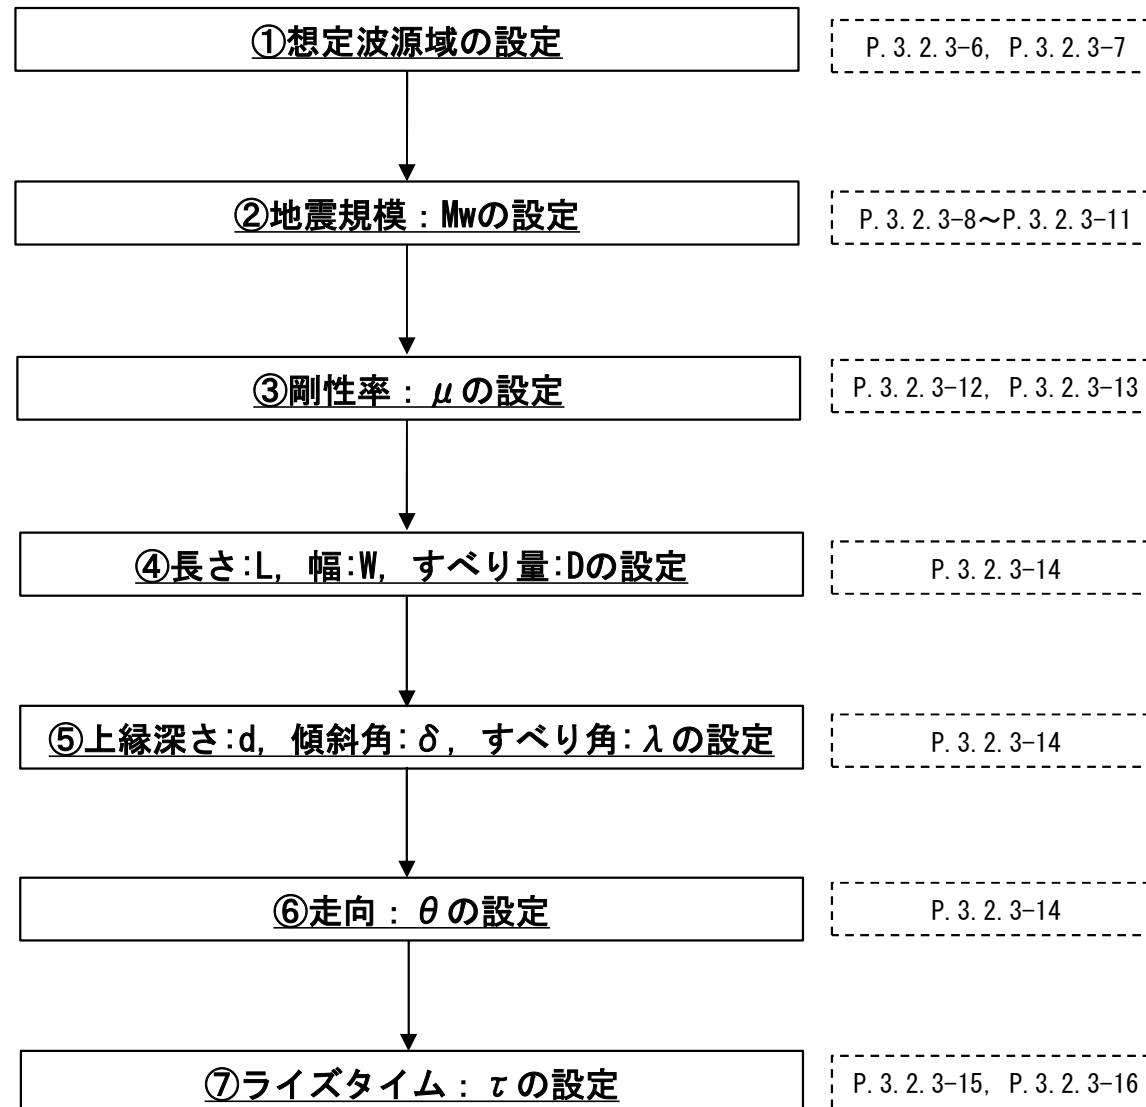 ①想定波源域の設定
P.3.2.3-6, P.3.2.3-7
②地震規模：Mwの設定
P.3.2.3-8～P.3.2.3-11
③剛性率：μの設定
P.3.2.3-12, P.3.2.3-13
④長さ:L, 幅:W, すべり量:Dの設定
P.3.2.3-14
⑤上縁深さ:d, 傾斜角:δ, すべり角:λの設定
P.3.2.3-14
⑥走向：θの設定
P.3.2.3-14
⑦ライズタイム：τの設定
P.3.2.3-15, P.3.2.3-16